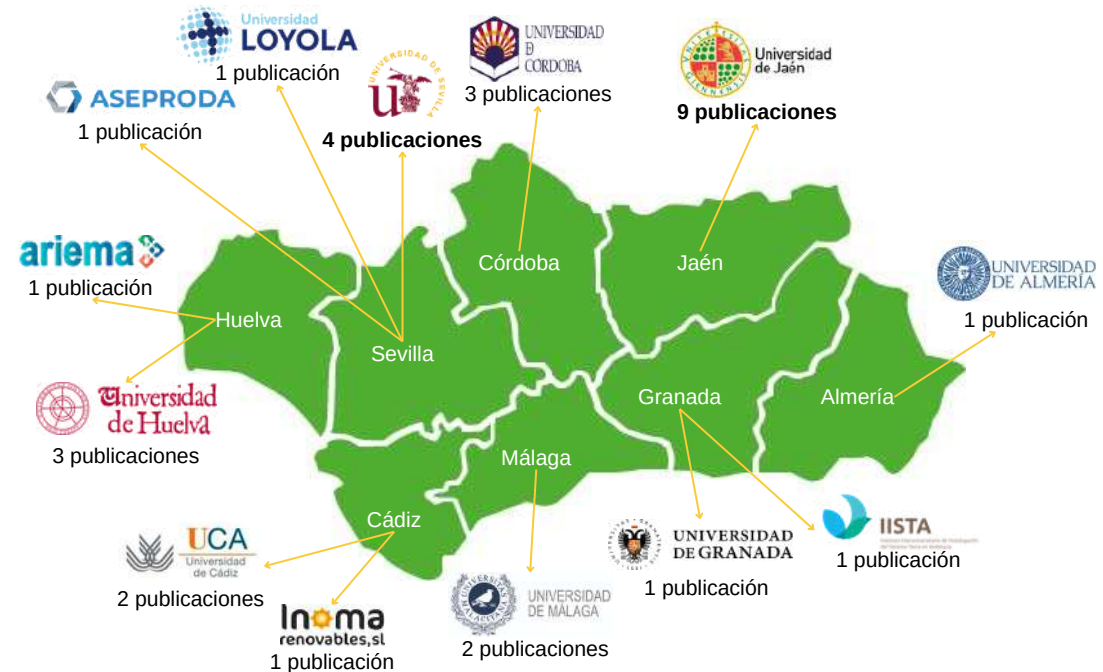 Universidad
LOYOLA
1 publicación
UNIVERSIDAD DE SEVILLA
4 publicaciones
UNIVERSIDAD
D
CÓRDOBA
3 publicaciones
Universidad
de Jaén
9 publicaciones
ASEPRODA
1 publicación
ariema
1 publicación
Huelva
Sevilla
Córdoba
Jaén
Granada
Almería
Málaga
Cádiz
UNIVERSIDAD
DE ALMERÍA
1 publicación
Universidad
de Huelva
3 publicaciones
UCA
Universidad
de Cádiz
2 publicaciones
Inoma
renovables,sl
1 publicación
UNIVERSIDAD
DE MÁLAGA
2 publicaciones
UNIVERSIDAD
DE GRANADA
1 publicación
IISTA
1 publicación